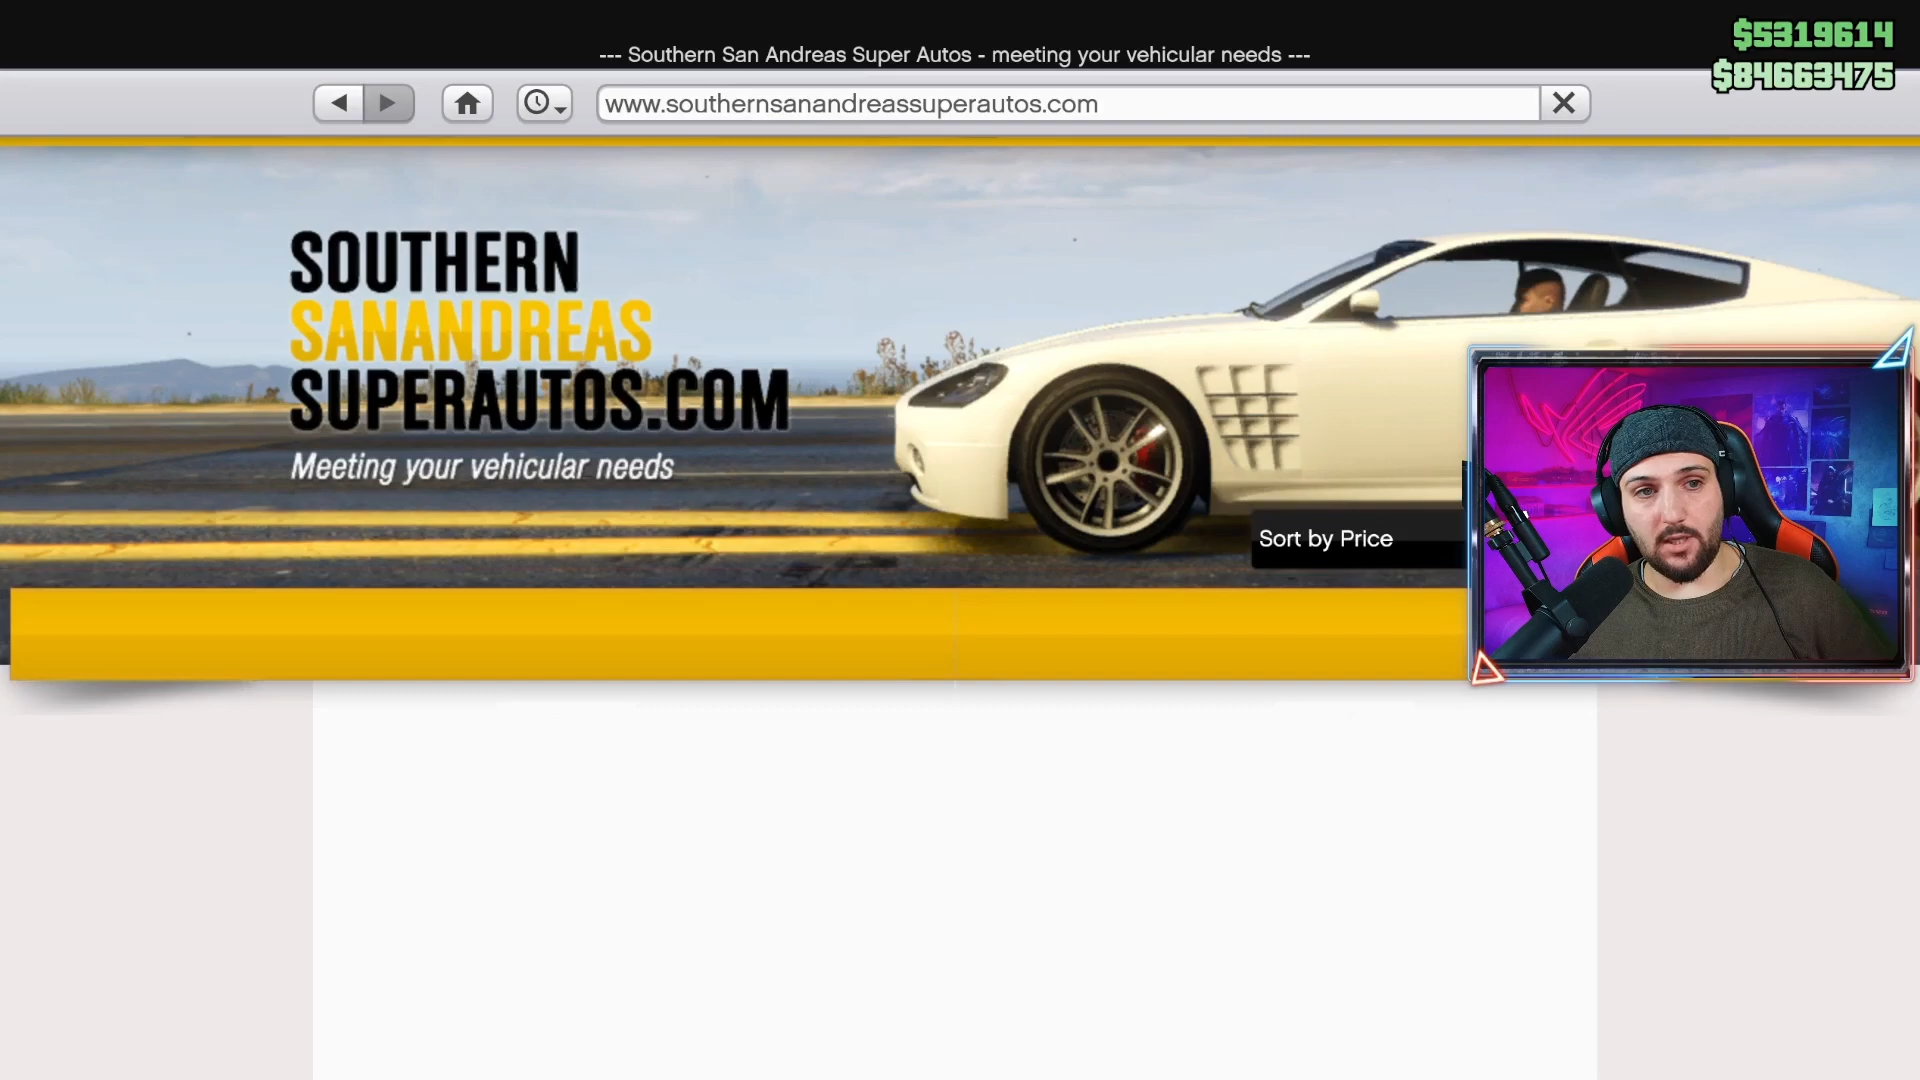 --- Southern San Andreas Super Autos - meeting your vehicular needs ---
$5319614
$84663475
www.southernsanandreassuperautos.com
SOUTHERN
SANANDREAS
SUPERAUTOS.COM
Meeting your vehicular needs
Sort by Price